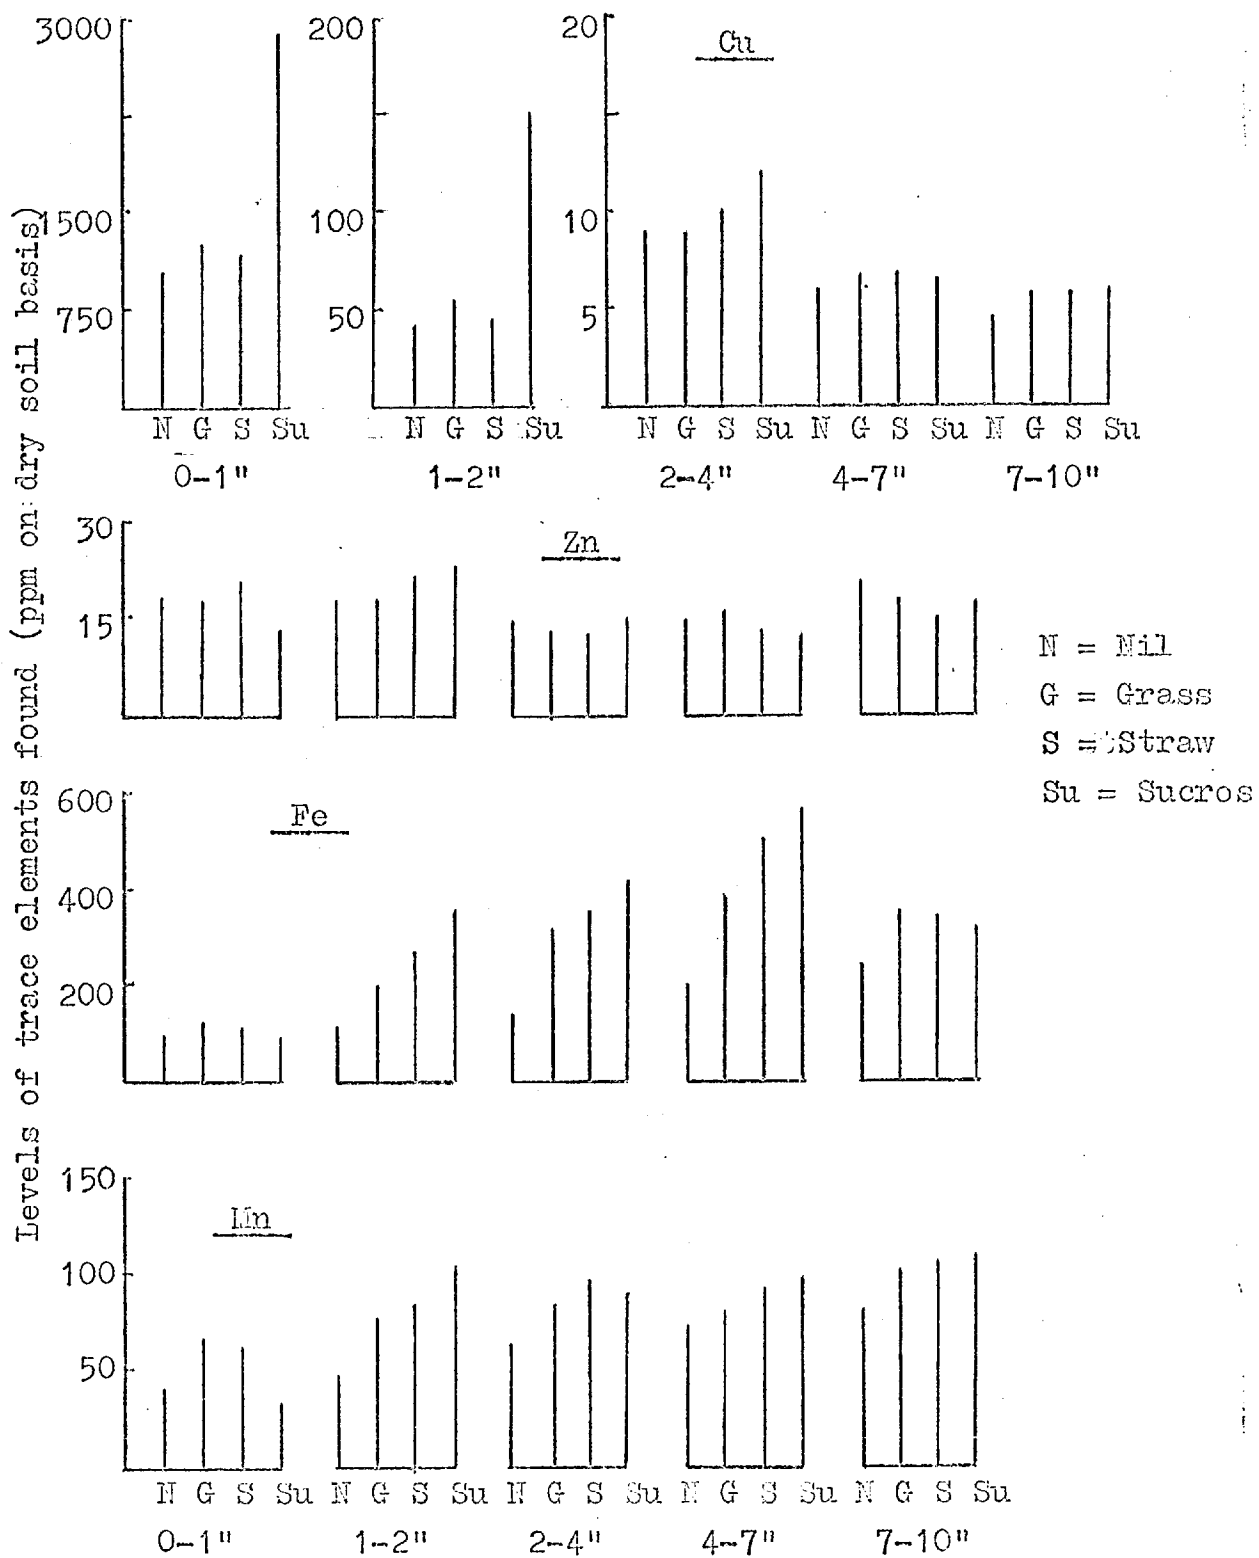 Levels of trace elements found (ppm on dry soil basis)
Cu
3000
1500
750
N G S Su
0-1"
200
100
50
N G S Su
1-2"
20
10
5
N G S Su N G S Su N G S Su
2-4" 4-7" 7-10"
Zn
30
15
N = Nil
G = Grass
S = Straw
Su = Sucros
Fe
600
400
200
Mn
150
100
50
N G S Su N G S Su N G S Su N G S Su N G S Su
0-1" 1-2" 2-4" 4-7" 7-10"